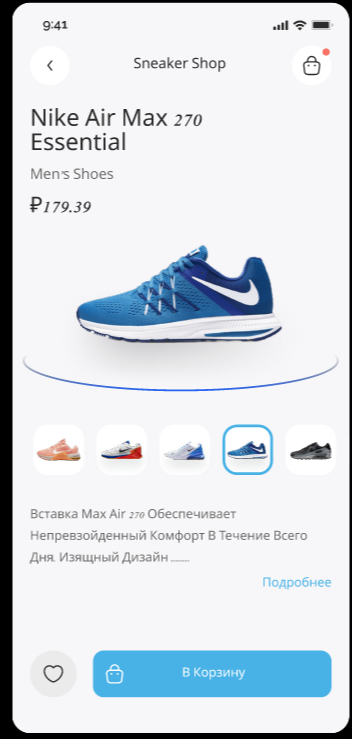 9:41
Sneaker Shop
Nike Air Max 270
Essential
Men's Shoes
₽179.39
Вставка Max Air 270 Обеспечивает
Непревзойденный Комфорт В Течение Всего
Дня. Изящный Дизайн ........
Подробнее
В Корзину